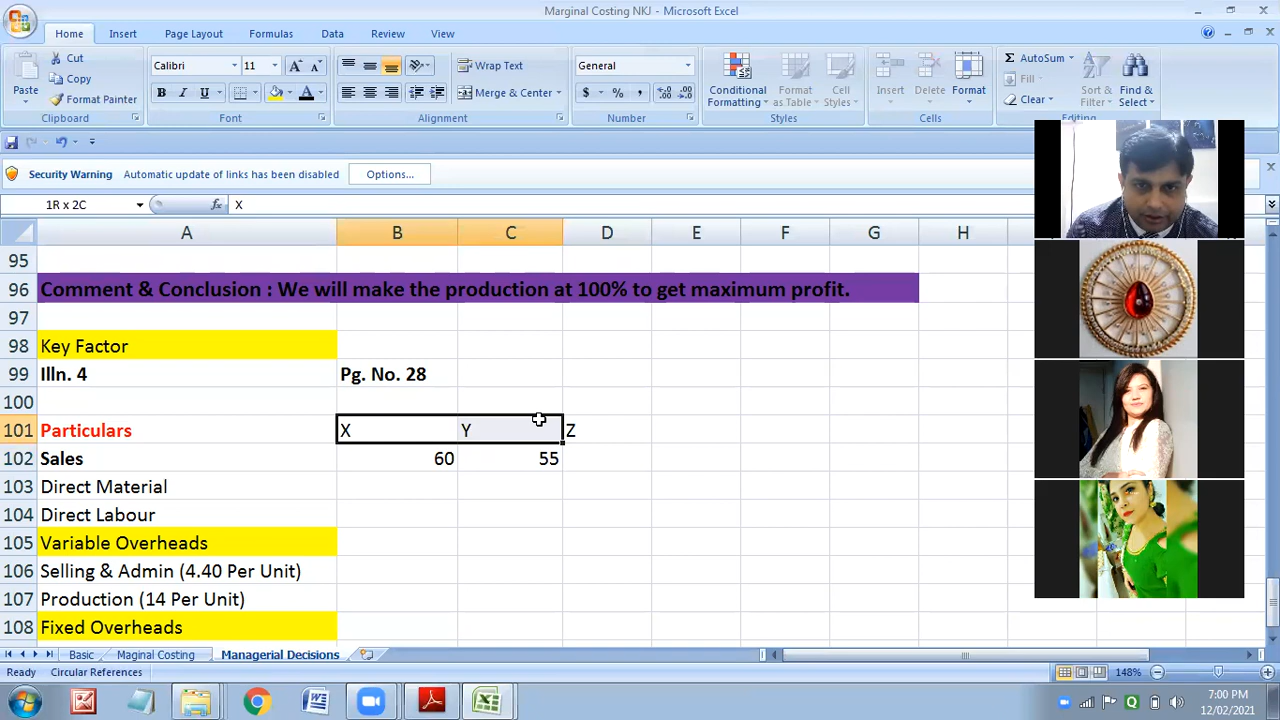 Marginal Costing NKJ - Microsoft Excel
Home Insert Page Layout Formulas Data Review View
Cut
Copy
Format Painter
Paste
Clipboard
Calibri 11
B I U
Font
Wrap Text
Merge & Center
Alignment
General
$ % ,
Number
Conditional Formatting
Format as Table
Cell Styles
Styles
Insert Delete Format
Cells
AutoSum
Fill
Clear
Sort & Filter
Find & Select
Editing
Security Warning Automatic update of links has been disabled Options...
1R x 2C fx X
A B C D E F G H
95
96 Comment & Conclusion : We will make the production at 100% to get maximum profit.
97
98 Key Factor
99 Illn. 4 Pg. No. 28
100
101 Particulars X Y Z
102 Sales 60 55
103 Direct Material
104 Direct Labour
105 Variable Overheads
106 Selling & Admin (4.40 Per Unit)
107 Production (14 Per Unit)
108 Fixed Overheads
Basic Maginal Costing Managerial Decisions
Ready Circular References 148%
7:00 PM
12/02/2021